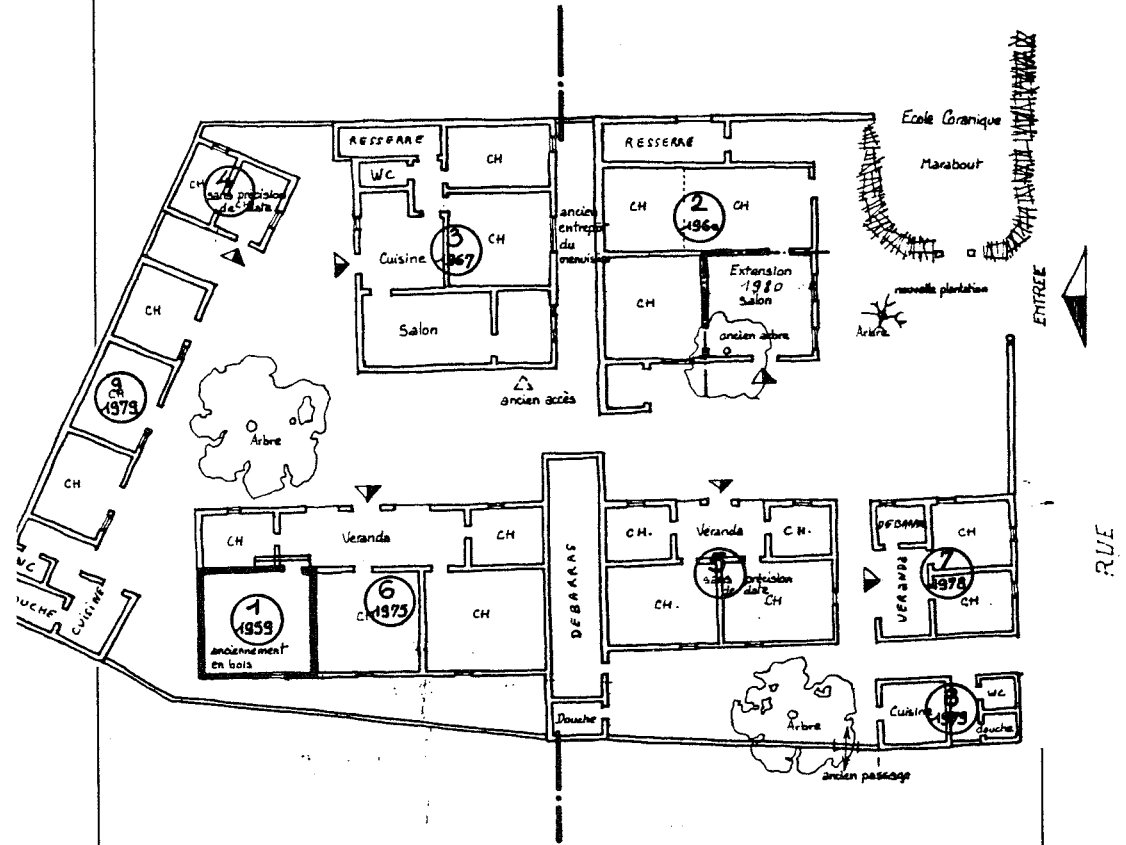 Ecole Coranique
Marabout
RESSERRE
CH
WC
Cuisine
3
1967
CH
Salon
ancien accès
ancien
entrepôt
du
menuisier
RESSERRE
CH
2
CH
CH
Extension
1980
Salon
ancien arbre
nouvelle plantation
Arbre
ENTREE
RUE
4
CH
sans précision
de date
CH
9
CH
1979
CH
WC
CUISINE
Arbre
CH
Veranda
CH
1
1959
anciennement
en bois
6
1975
CH
CH
DEBARRAS
Douche
CH.
Veranda
CH.
5
sans précision
de date
CH.
CH
DEBARRAS
CH
VERANDA
7
1978
CH
Arbre
ancien passage
Cuisine
8
1979
WC
douche